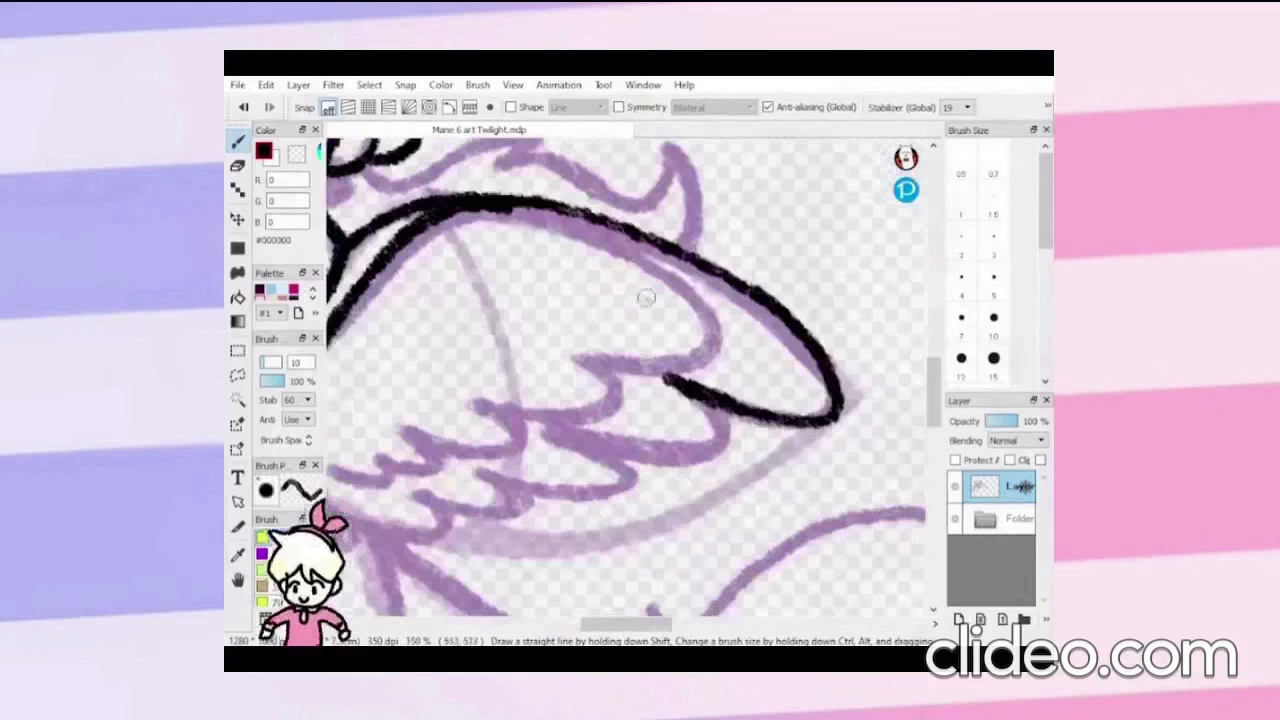 File Edit Layer Filter Select Snap Color Brush View Animation Tool Window Help
Snap off Shape Line Symmetry Bilateral Anti-aliasing (Global) Stabilizer (Global) 19
Color
Mane 6 art Twilight.mdp
Brush Size
R 0
G 0
B 0
#000000
0.5 0.7
1 1.5
2 3
4 5
7 10
13 15
Palette
#1
Brush
10
100 %
Stab 60
Anti Use
Brush Spac
Brush P
Brush
Layer
Opacity 100 %
Blending Normal
Protect A Clip
Layer
Folder
350 dpi 350 % ( 553, 523 ) Draw a straight line by holding down Shift, Change a brush size by holding down Ctrl, Alt, and dragging
clideo.com